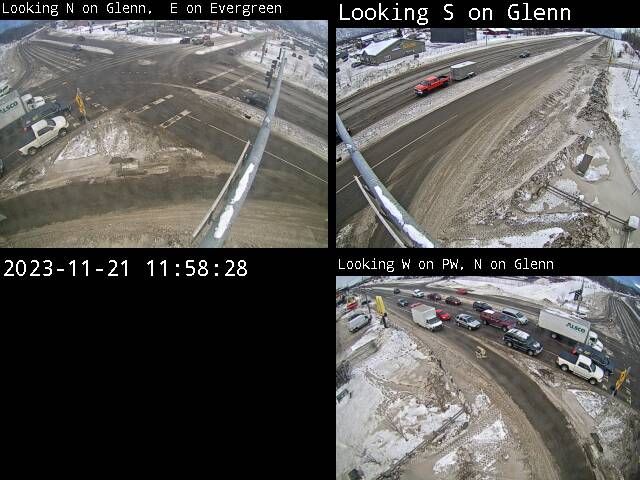 Looking N on Glenn, E on Evergreen
Looking S on Glenn
2023-11-21 11:58:28
Looking W on PW, N on Glenn
ALSCO